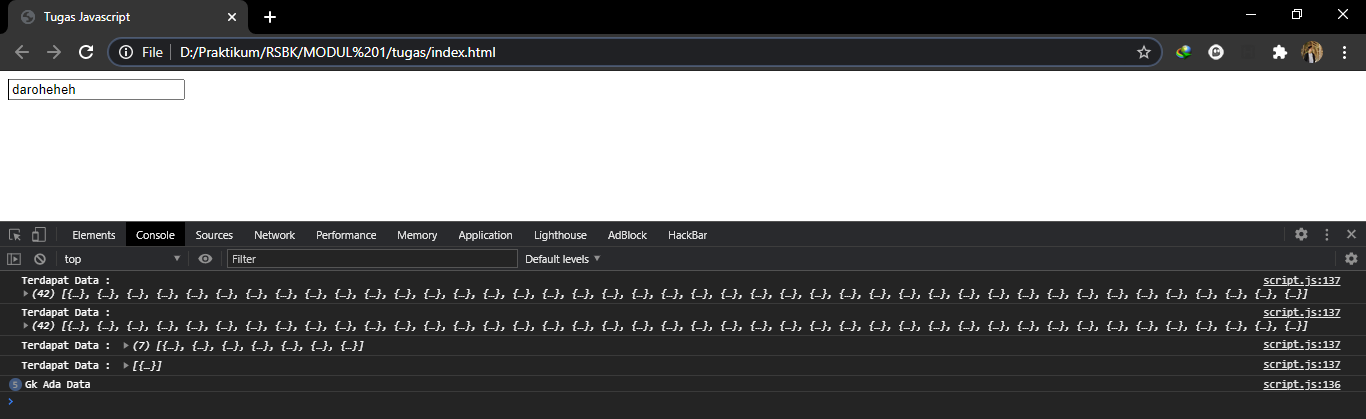 Tugas Javascript
File D:/Praktikum/RSBK/MODUL%201/tugas/index.html
daroheheh
Elements Console Sources Network Performance Memory Application Lighthouse AdBlock HackBar
top Filter Default levels
Terdapat Data : script.js:137
(42) [{…}, {…}, {…}, {…}, {…}, {…}, {…}, {…}, {…}, {…}, {…}, {…}, {…}, {…}, {…}, {…}, {…}, {…}, {…}, {…}, {…}, {…}, {…}, {…}, {…}, {…}, {…}, {…}, {…}, {…}, {…}, {…}, {…}, {…}, {…}, {…}, {…}, {…}, {…}, {…}, {…}, {…}]
Terdapat Data : script.js:137
(42) [{…}, {…}, {…}, {…}, {…}, {…}, {…}, {…}, {…}, {…}, {…}, {…}, {…}, {…}, {…}, {…}, {…}, {…}, {…}, {…}, {…}, {…}, {…}, {…}, {…}, {…}, {…}, {…}, {…}, {…}, {…}, {…}, {…}, {…}, {…}, {…}, {…}, {…}, {…}, {…}, {…}, {…}]
Terdapat Data : (7) [{…}, {…}, {…}, {…}, {…}, {…}, {…}] script.js:137
Terdapat Data : [{…}] script.js:137
5 Gk Ada Data script.js:136